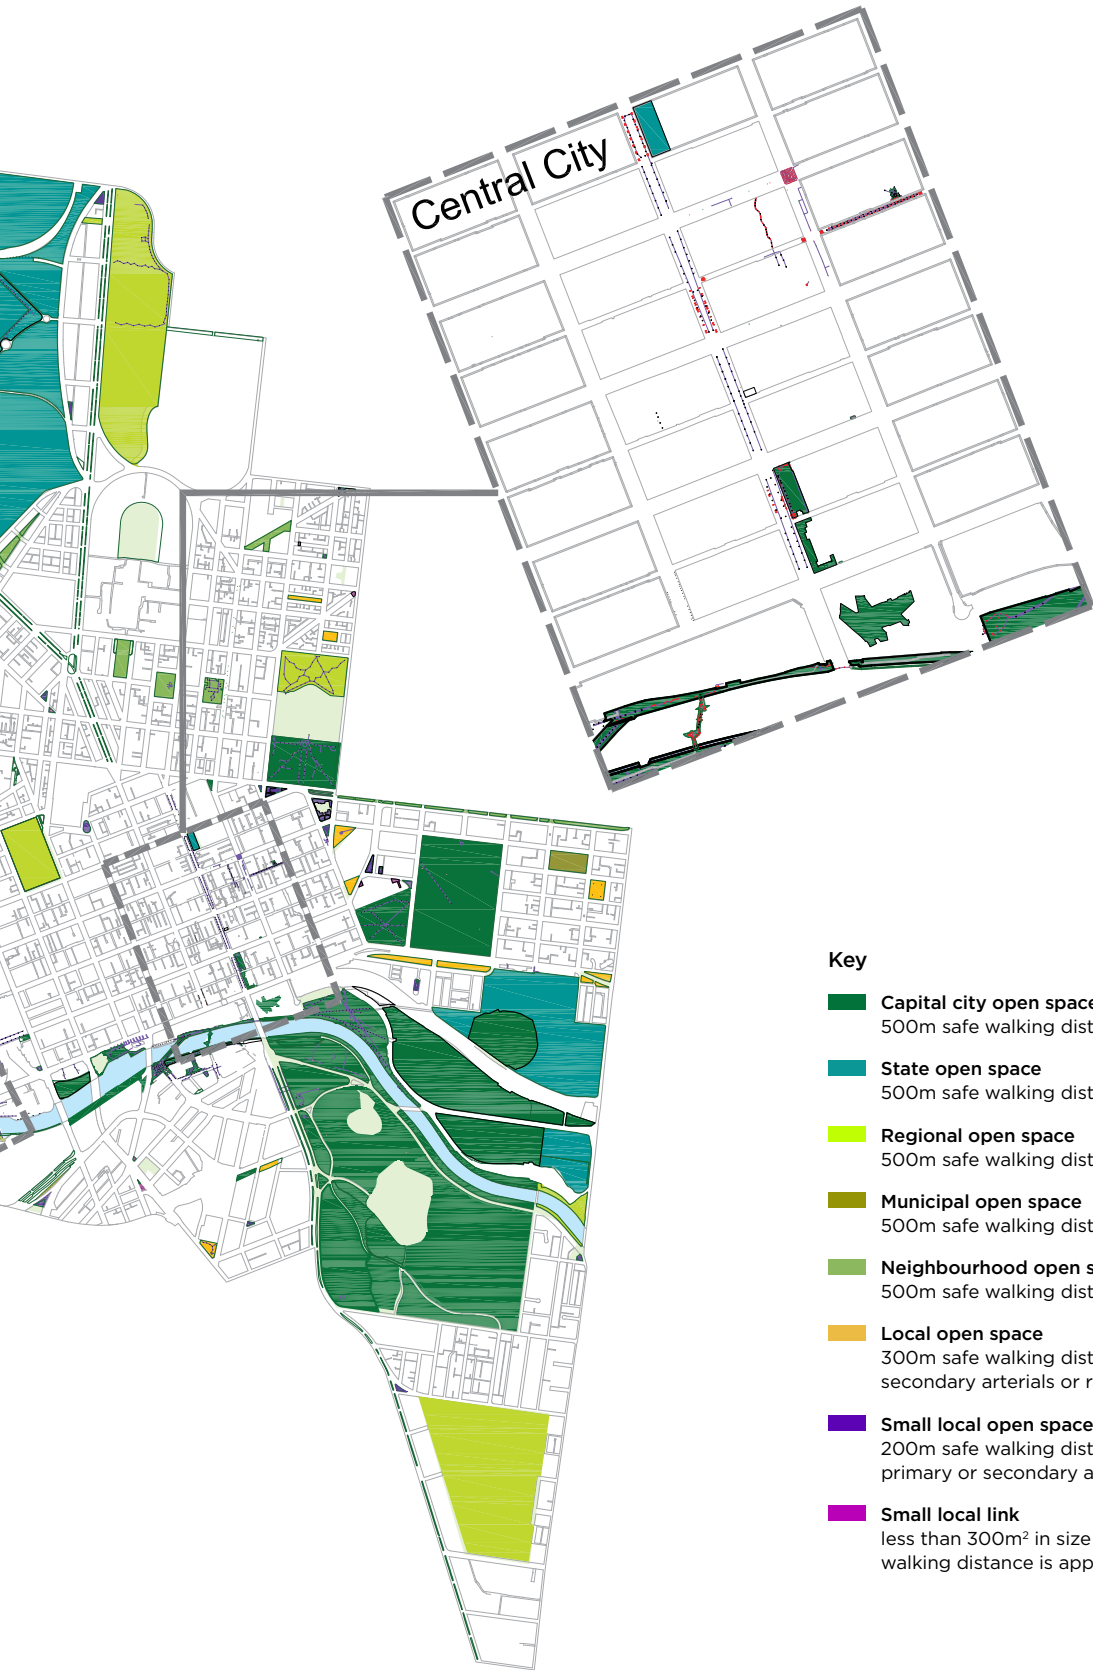 Central City
Key
Capital city open space
500m safe walking dist
State open space
500m safe walking dist
Regional open space
500m safe walking dist
Municipal open space
500m safe walking dist
Neighbourhood open s
500m safe walking dist
Local open space
300m safe walking dist
secondary arterials or r
Small local open space
200m safe walking dist
primary or secondary a
Small local link
less than 300m² in size
walking distance is app